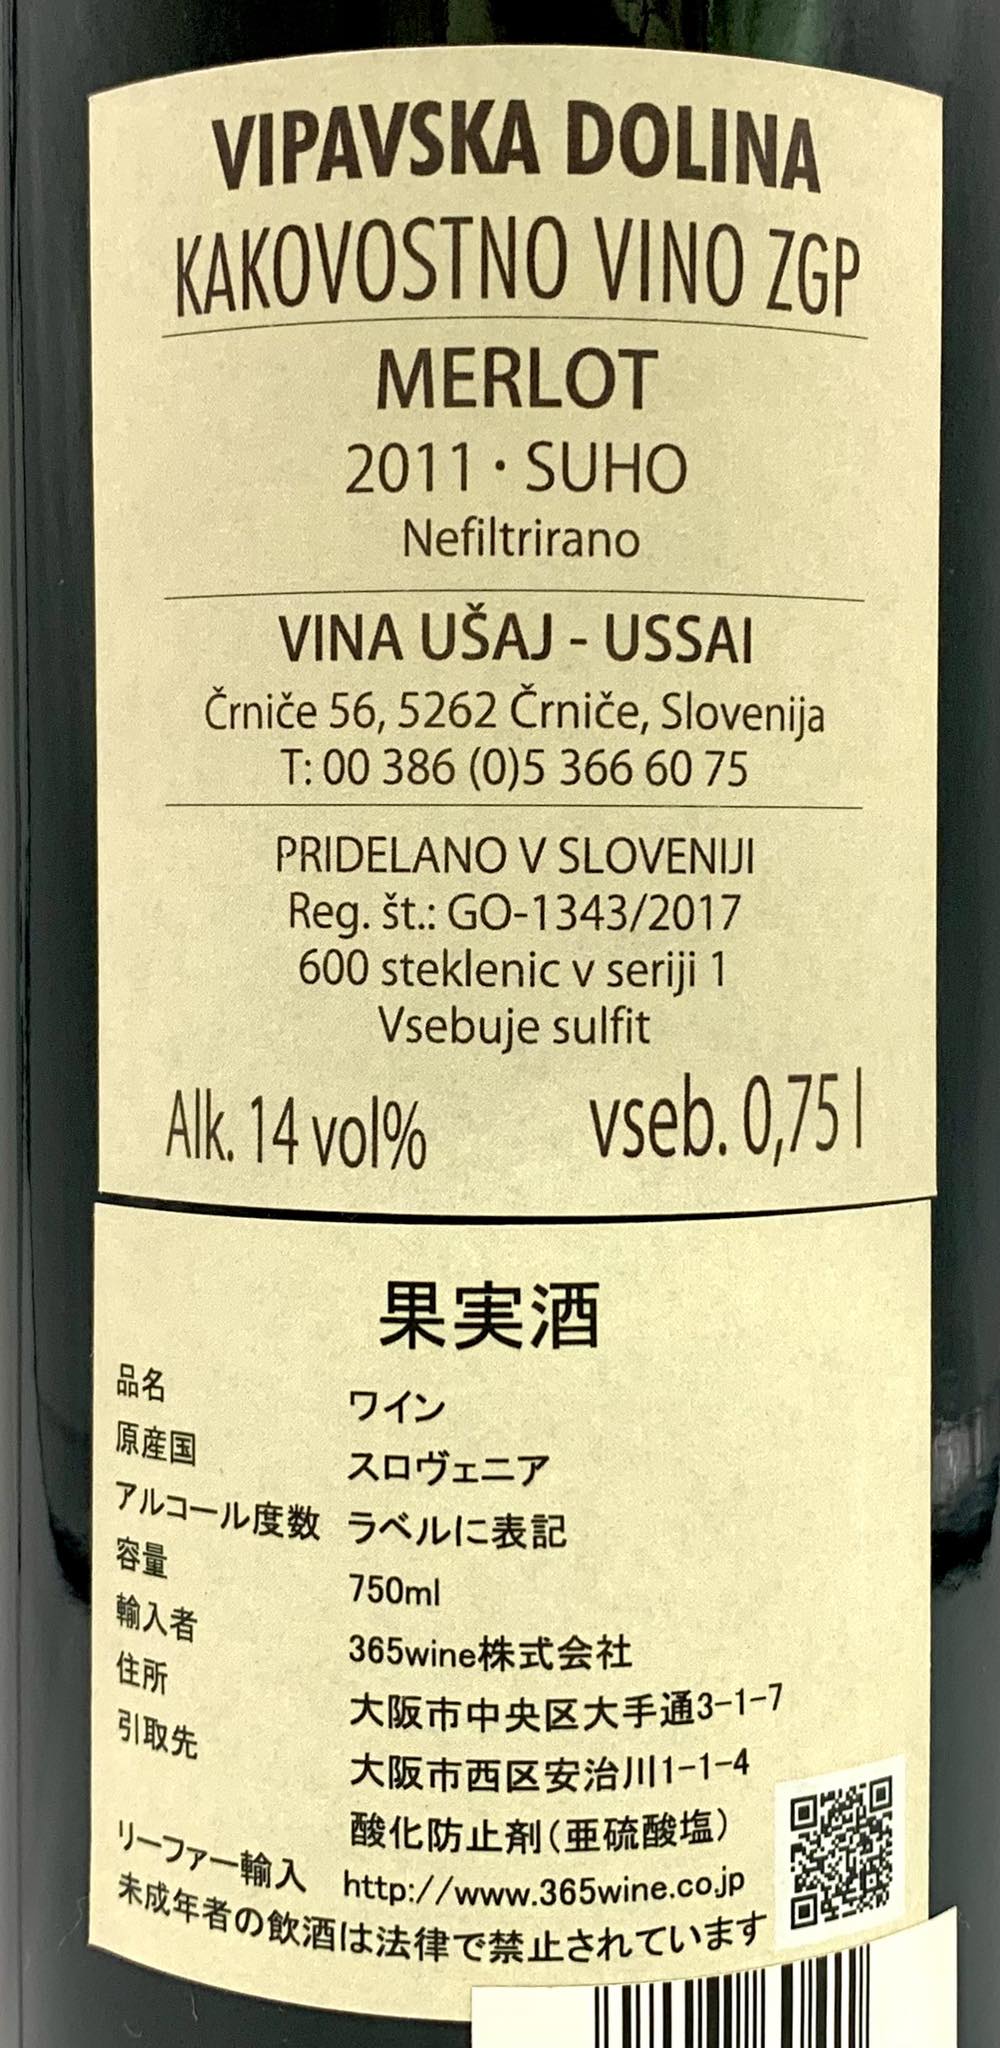 VIPAVSKA DOLINA
KAKOVOSTNO VINO ZGP
MERLOT
2011 · SUHO
Nefiltrirano
VINA UŠAJ - USSAI
Črniče 56, 5262 Črniče, Slovenija
T: 00 386 (0)5 366 60 75
PRIDELANO V SLOVENIJI
Reg. št.: GO-1343/2017
600 steklenic v seriji 1
Vsebuje sulfit
Alk. 14 vol% vseb. 0,75 l
果実酒
品名 ワイン
原産国 スロヴェニア
アルコール度数 ラベルに表記
容量 750ml
輸入者 365wine株式会社
住所 大阪市中央区大手通3-1-7
引取先 大阪市西区安治川1-1-4
酸化防止剤（亜硫酸塩）
リーファー輸入 http://www.365wine.co.jp
未成年者の飲酒は法律で禁止されています